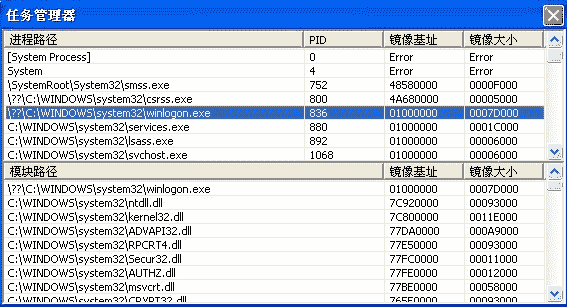 任务管理器
进程路径 PID 镜像基址 镜像大小
[System Process] 0 Error Error
System 4 Error Error
\SystemRoot\System32\smss.exe 752 48580000 0000F000
\??\C:\WINDOWS\system32\csrss.exe 800 4A680000 00005000
\??\C:\WINDOWS\system32\winlogon.exe 836 01000000 0007D000
C:\WINDOWS\system32\services.exe 880 01000000 0001C000
C:\WINDOWS\system32\lsass.exe 892 01000000 00006000
C:\WINDOWS\system32\svchost.exe 1068 01000000 00006000
模块路径 镜像基址 镜像大小
\??\C:\WINDOWS\system32\winlogon.exe 01000000 0007D000
C:\WINDOWS\system32\ntdll.dll 7C920000 00093000
C:\WINDOWS\system32\kernel32.dll 7C800000 0011E000
C:\WINDOWS\system32\ADVAPI32.dll 77DA0000 000A9000
C:\WINDOWS\system32\RPCRT4.dll 77E50000 00093000
C:\WINDOWS\system32\Secur32.dll 77FC0000 00011000
C:\WINDOWS\system32\AUTHZ.dll 77FE0000 00012000
C:\WINDOWS\system32\msvcrt.dll 77BE0000 00058000
C:\WINDOWS\system32\CRYPT32.dll 765E0000 00093000